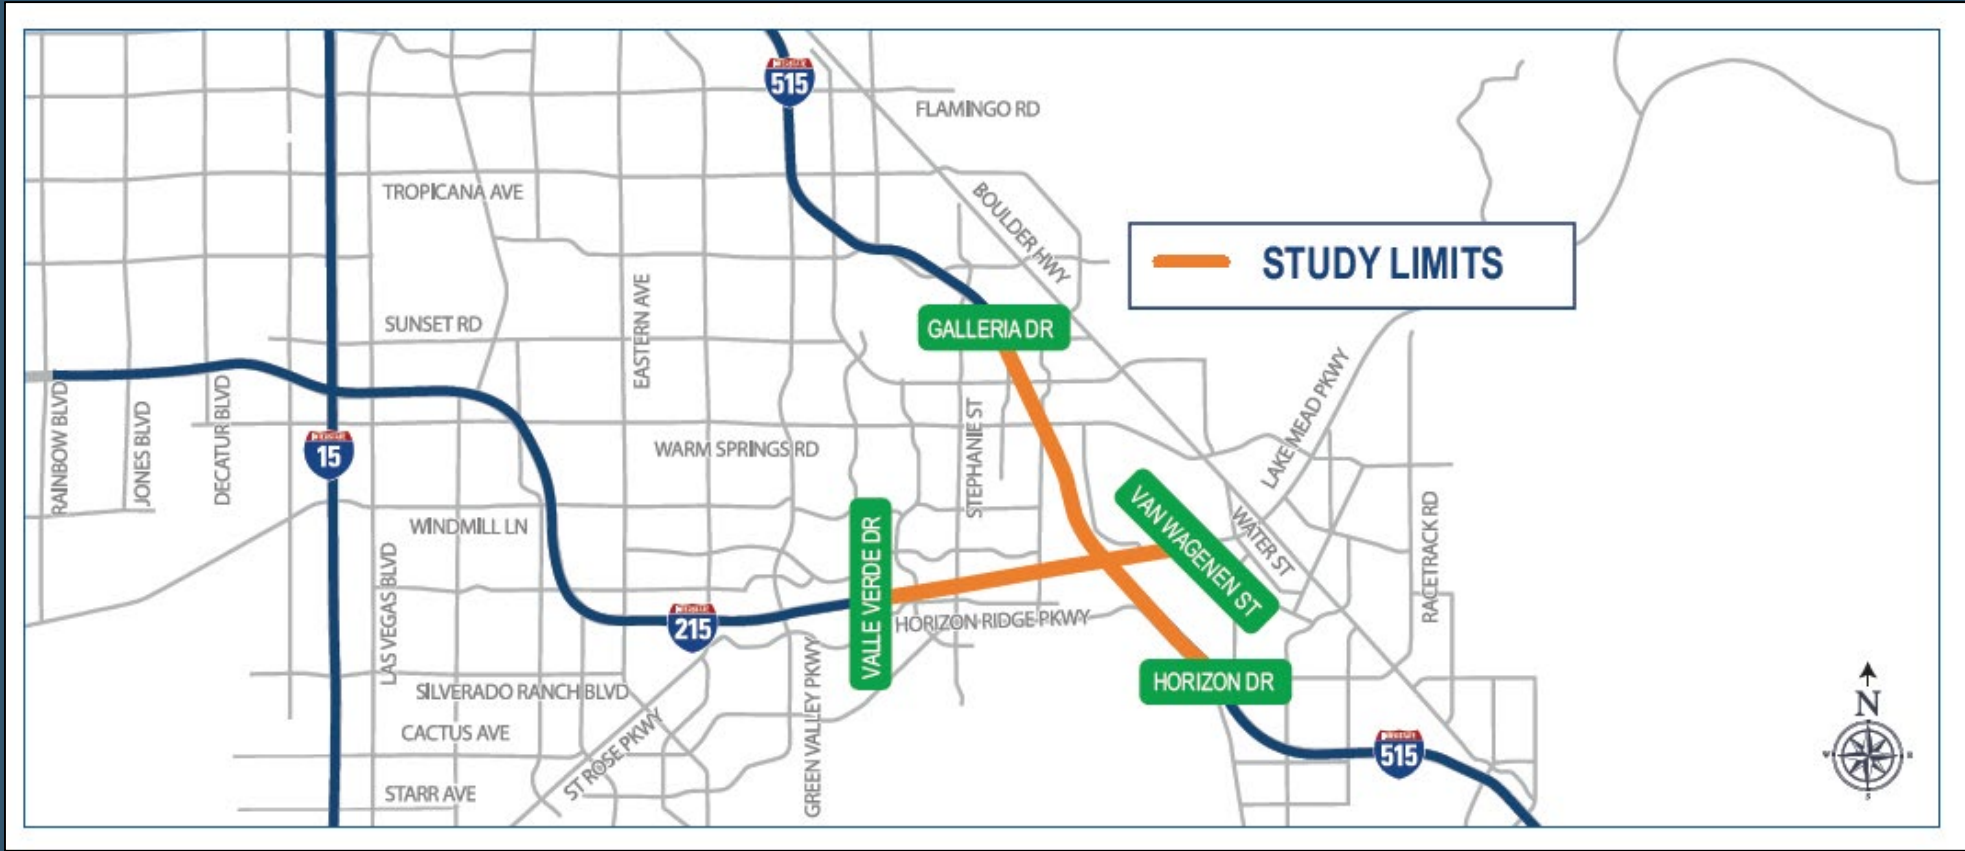 515
FLAMINGO RD
TROPICANA AVE
BOULDER HWY
STUDY LIMITS
EASTERN AVE
SUNSET RD
GALLERIA DR
RAINBOW BLVD
JONES BLVD
DECATUR BLVD
15
WARM SPRINGS RD
STEPHANIE ST
LAKE MEAD PKWY
VAN WAGENEN ST
WATER ST
RACETRACK RD
WINDMILL LN
LAS VEGAS BLVD
215
VALLE VERDE DR
HORIZON RIDGE PKWY
HORIZON DR
SILVERADO RANCH BLVD
CACTUS AVE
ST ROSE PKWY
GREEN VALLEY PKWY
STARR AVE
515
N
W
S